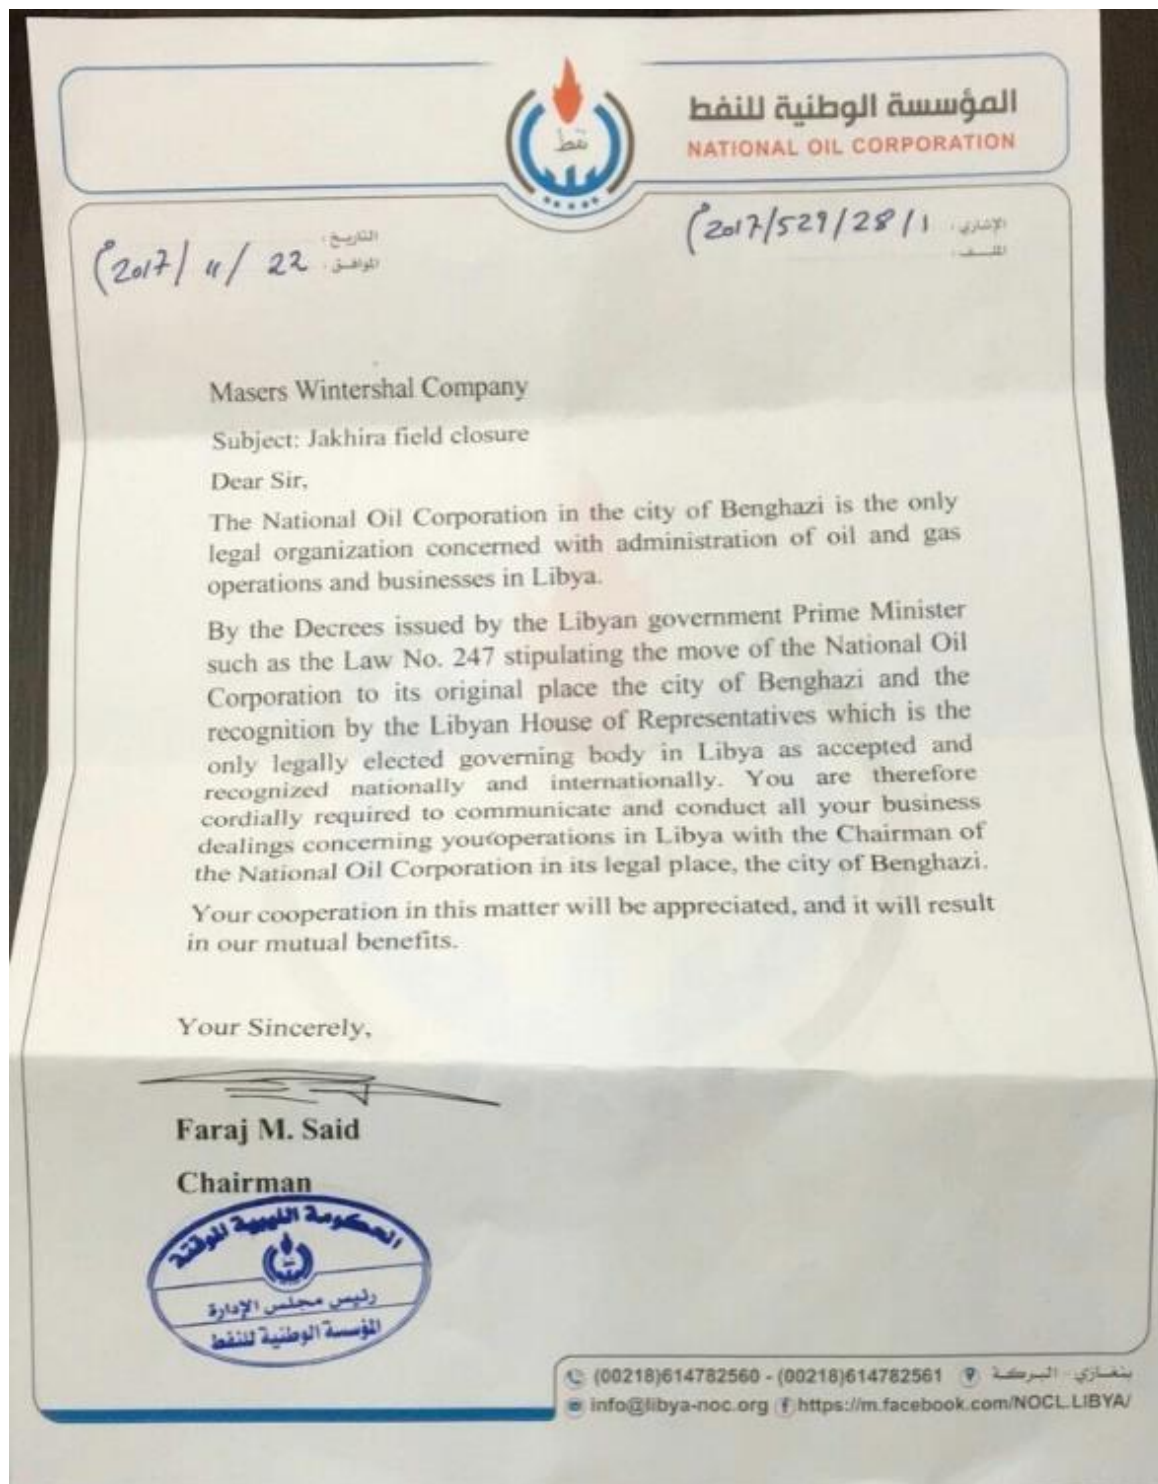 المؤسسة الوطنية للنفط
NATIONAL OIL CORPORATION
نفط
الإشاري : 2017/529/28/1
الملف :
التاريخ :
الموافق : 22 / 11 / 2017م
Masers Wintershal Company
Subject: Jakhira field closure
Dear Sir,
The National Oil Corporation in the city of Benghazi is the only
legal organization concerned with administration of oil and gas
operations and businesses in Libya.
By the Decrees issued by the Libyan government Prime Minister
such as the Law No. 247 stipulating the move of the National Oil
Corporation to its original place the city of Benghazi and the
recognition by the Libyan House of Representatives which is the
only legally elected governing body in Libya as accepted and
recognized nationally and internationally. You are therefore
cordially required to communicate and conduct all your business
dealings concerning your operations in Libya with the Chairman of
the National Oil Corporation in its legal place, the city of Benghazi.
Your cooperation in this matter will be appreciated, and it will result
in our mutual benefits.
Your Sincerely,
Faraj M. Said
Chairman
الحكومة الليبية المؤقتة
رئيس مجلس الإدارة
المؤسسة الوطنية للنفط
(00218)614782560 - (00218)614782561 بنغازي - البركة
info@libya-noc.org https://m.facebook.com/NOCL.LIBYA/